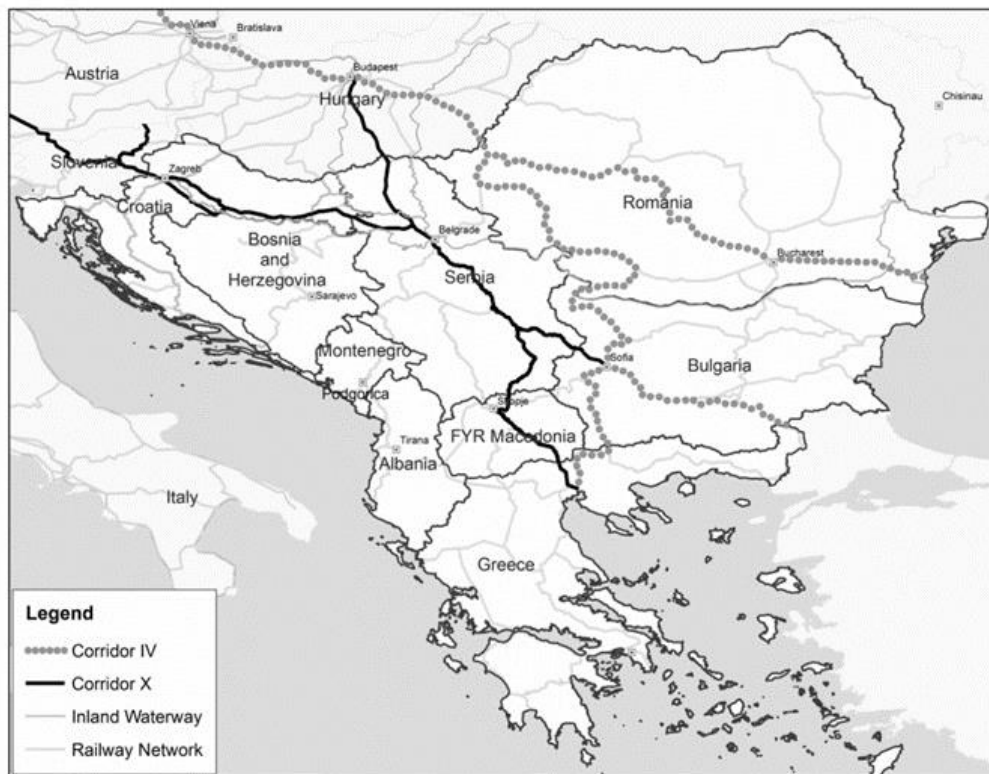 Viena
Bratislava
Austria
Budapest
Hungary
Chisinau
Slovenia
Zagreb
Croatia
Romania
Bosnia
and
Herzegovina
Belgrade
Serbia
Bucharest
Sarajevo
Montenegro
Podgorica
Sofia
Bulgaria
Skopje
FYR Macedonia
Tirana
Albania
Italy
Greece
Legend
Corridor IV
Corridor X
Inland Waterway
Railway Network